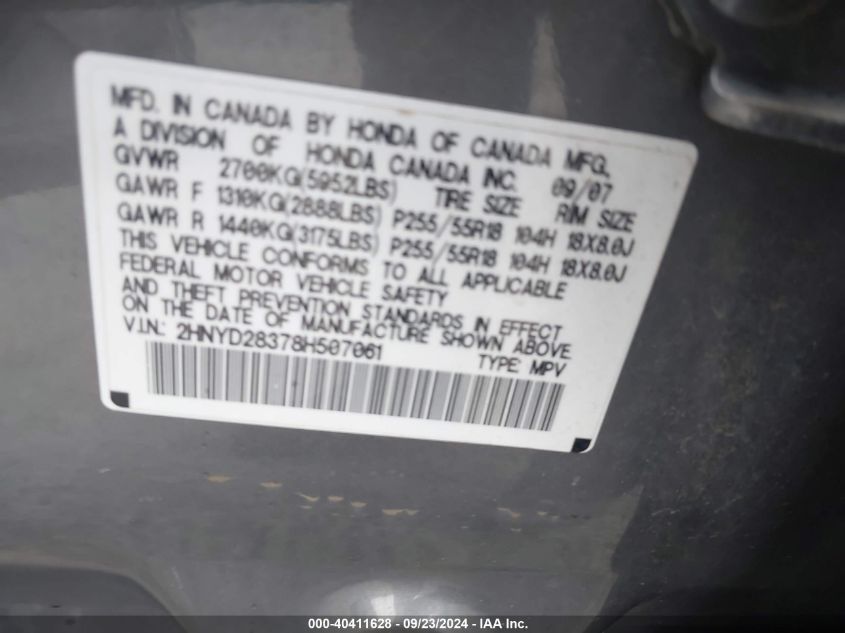 MFD. IN CANADA BY HONDA OF CANADA MFG.
A DIVISION OF HONDA CANADA INC. 09/07
GVWR 2700KG(5952LBS) TIRE SIZE RIM SIZE
GAWR F 1310KG(2888LBS) P255/55R18 104H 18X8.0J
GAWR R 1440KG(3175LBS) P255/55R18 104H 18X8.0J
THIS VEHICLE CONFORMS TO ALL APPLICABLE
FEDERAL MOTOR VEHICLE SAFETY
AND THEFT PREVENTION STANDARDS IN EFFECT
ON THE DATE OF MANUFACTURE SHOWN ABOVE
V.I.N.: 2HNYD28378H507061 TYPE: MPV
000-40411628 - 09/23/2024 - IAA Inc.